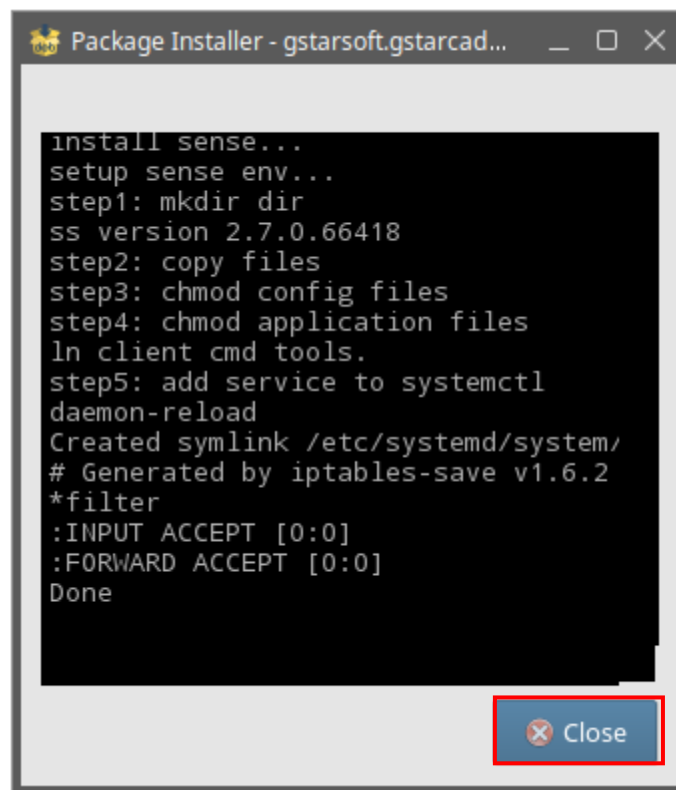 Package Installer - gstarsoft.gstarcad...
install sense...
setup sense env...
step1: mkdir dir
ss version 2.7.0.66418
step2: copy files
step3: chmod config files
step4: chmod application files
ln client cmd tools.
step5: add service to systemctl
daemon-reload
Created symlink /etc/systemd/system/
# Generated by iptables-save v1.6.2
*filter
:INPUT ACCEPT [0:0]
:FORWARD ACCEPT [0:0]
Done
Close